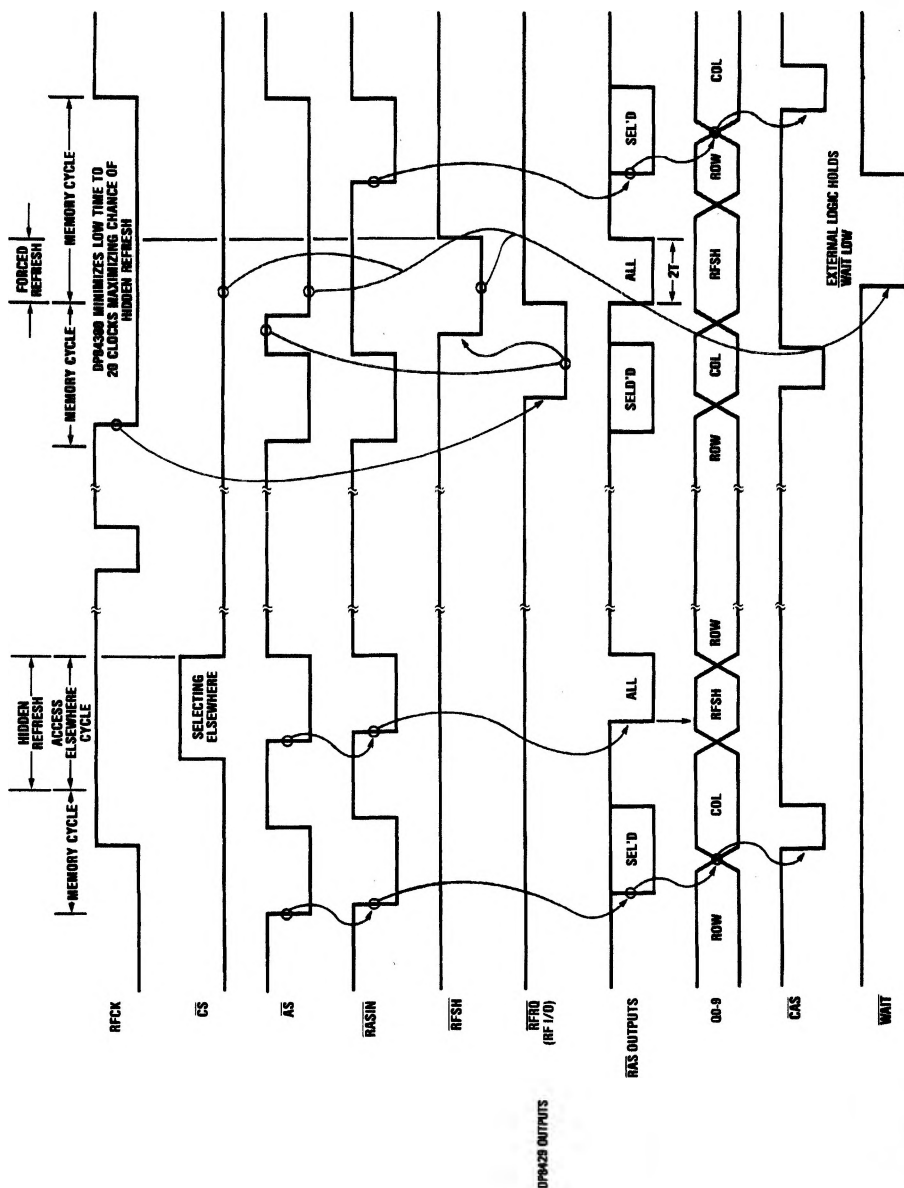 HIDDEN
REFRESH
ACCESS
ELSEWHERE
CYCLE
MEMORY CYCLE
FORCED
REFRESH
MEMORY CYCLE
MEMORY CYCLE
RFCK
DP84300 MINIMIZES LOW TIME TO
20 CLOCKS MAXIMIZING CHANCE OF
HIDDEN REFRESH
CS
SELECTING
ELSEWHERE
AS
RASIN
RFSH
RFRQ
(RF I/O)
DP8429 OUTPUTS
RAS OUTPUTS
SEL'D
ALL
SELD'D
ALL
SEL'D
2T
Q0-9
ROW
COL
RFSH
ROW
ROW
COL
RFSH
ROW
COL
CAS
EXTERNAL LOGIC HOLDS
WAIT LOW
WAIT